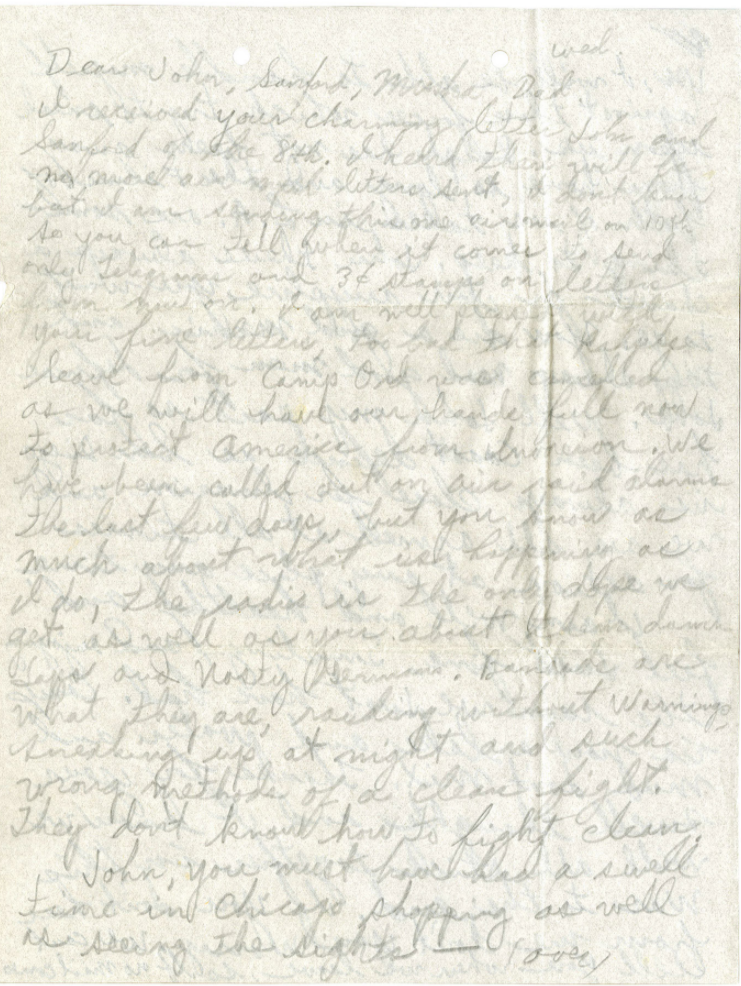 wed.
Dear John, Sanford, Mother Dad
I received your charming letter John and
Sanford of the 8th. I heard there will be
no more air mail letters sent, I don't know
but I am sending this one air mail on 10th
so you can tell when it comes to send
only Telegrams and 3¢ stamps on letters
from now on. I am well pleased with
your fine letters, too bad that
leave from Camp Ord was cancelled
as we will have our hands full now
to protect America from invasion. We
have been called out on air raid alarms
the last few days, but you know as
much about what is happening as
I do, the radio is the only dope we
get as well as you about them damn
Japs and Nasty Germans. are
what they are, raiding without Warnings,
sneaking up at night and such
wrong methods of a clean fight.
They don't know how to fight clean.
John, you must have had a swell
time in Chicago shopping as well
as seeing the sights — (over)